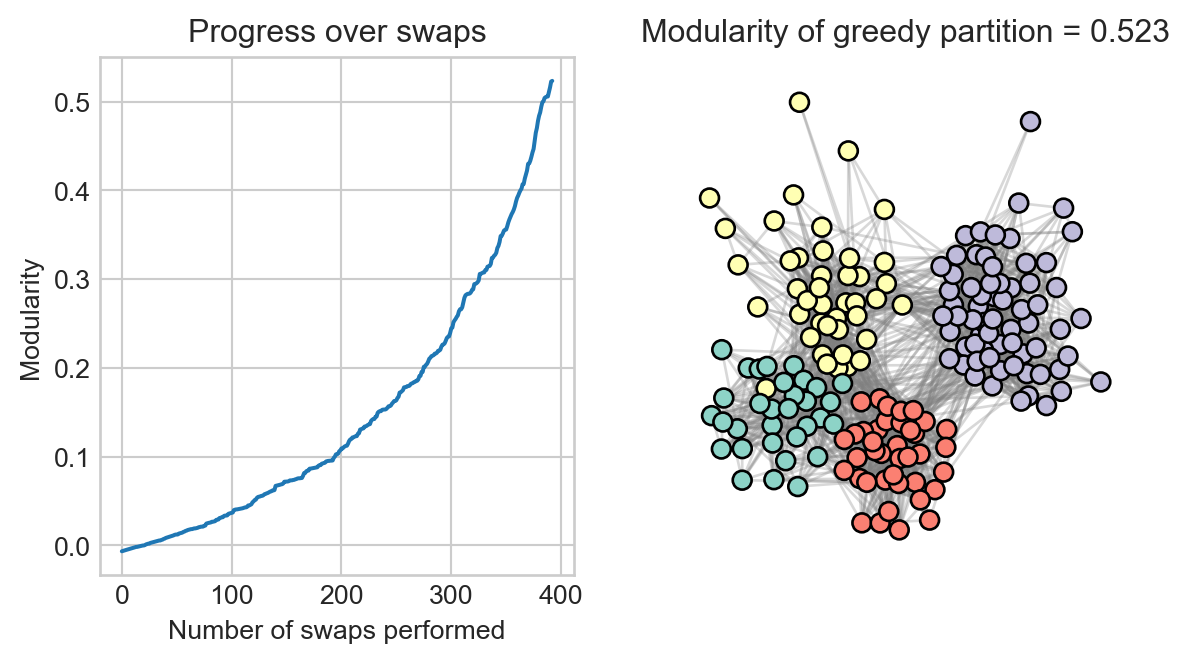 Progress over swaps
Modularity of greedy partition = 0.523
Modularity
0.5
0.4
0.3
0.2
0.1
0.0
0 100 200 300 400
Number of swaps performed